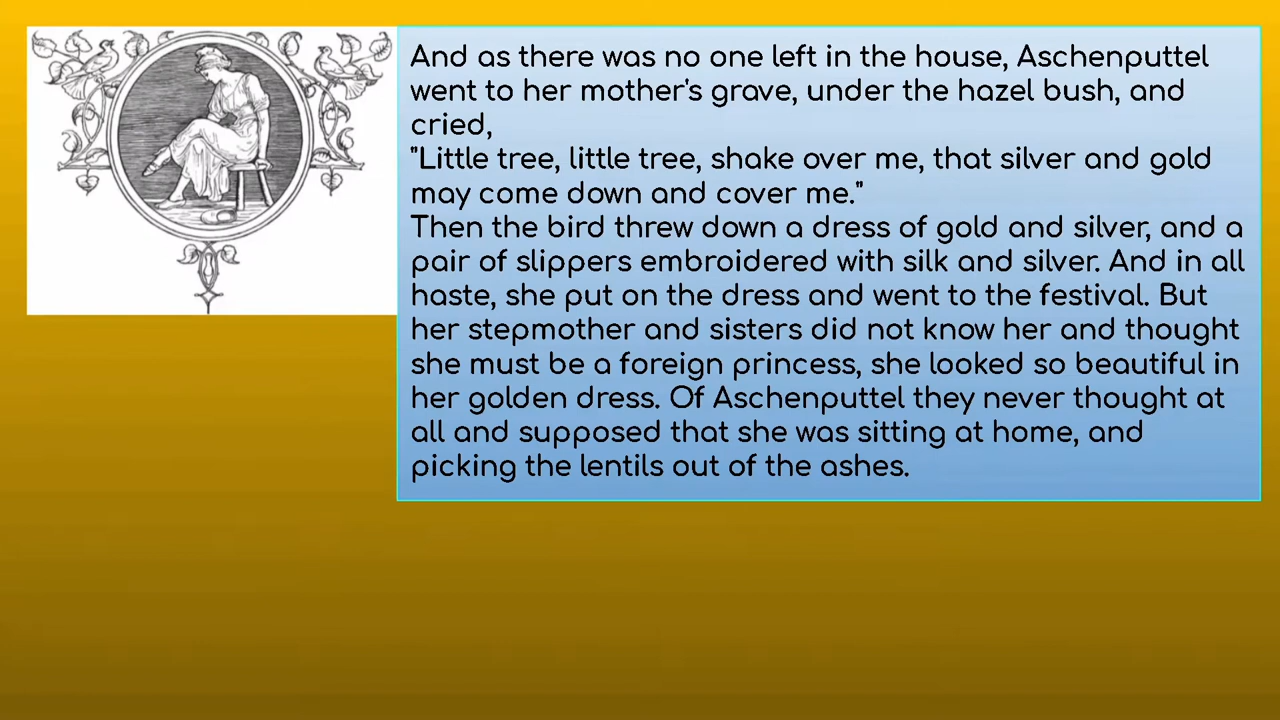 And as there was no one left in the house, Aschenputtel
went to her mother's grave, under the hazel bush, and
cried,
"Little tree, little tree, shake over me, that silver and gold
may come down and cover me."
Then the bird threw down a dress of gold and silver, and a
pair of slippers embroidered with silk and silver. And in all
haste, she put on the dress and went to the festival. But
her stepmother and sisters did not know her and thought
she must be a foreign princess, she looked so beautiful in
her golden dress. Of Aschenputtel they never thought at
all and supposed that she was sitting at home, and
picking the lentils out of the ashes.